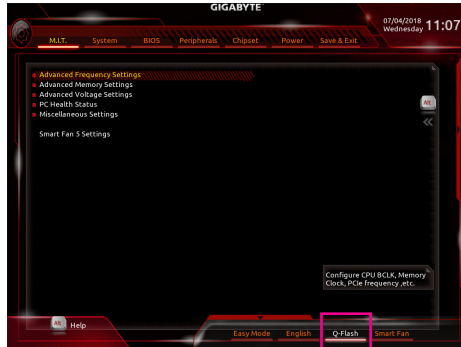 GIGABYTE
07/04/2018 Wednesday 11:07
M.I.T. System BIOS Peripherals Chipset Power Save & Exit
Advanced Frequency Settings
Advanced Memory Settings
Advanced Voltage Settings
PC Health Status
Miscellaneous Settings
Smart Fan 5 Settings
Alt
Configure CPU BCLK, Memory
Clock, PCIe frequency ,etc.
Alt Help
Easy Mode English Q-Flash Smart Fan